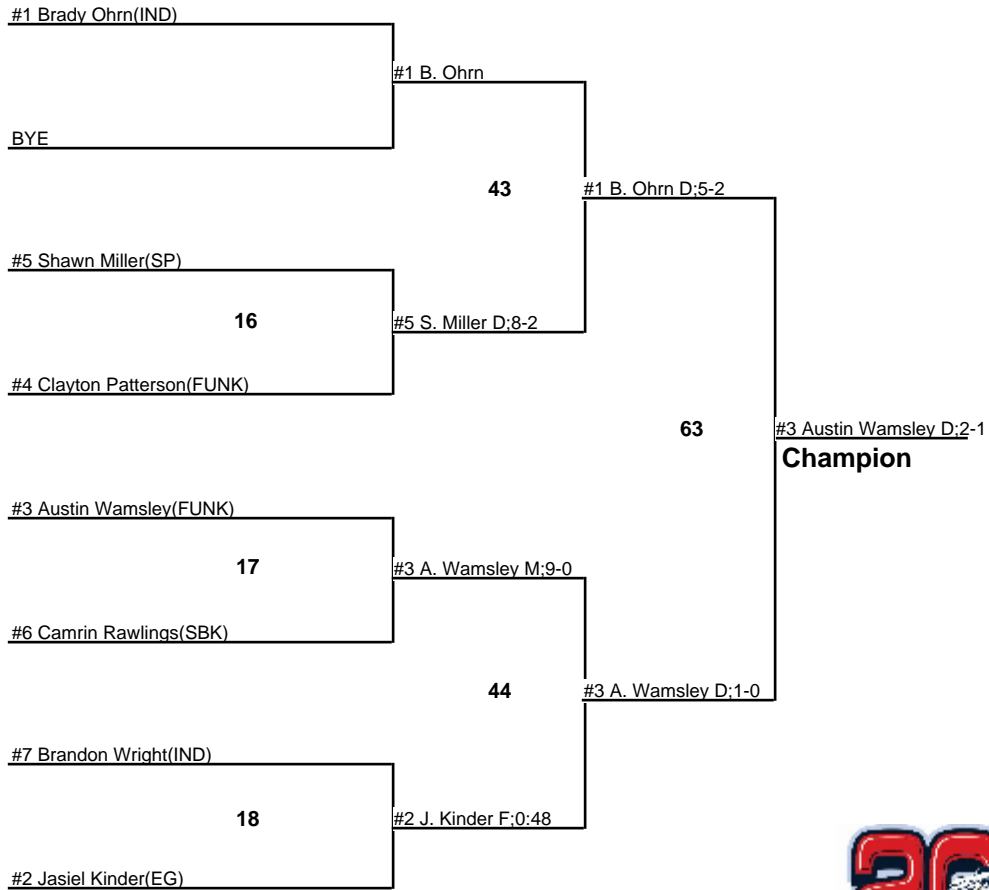 #1 Brady Ohrn(IND)
#1 B. Ohrn
BYE
43
#1 B. Ohrn D;5-2
#5 Shawn Miller(SP)
16
#5 S. Miller D;8-2
#4 Clayton Patterson(FUNK)
63
#3 Austin Wamsley D;2-1
Champion
#3 Austin Wamsley(FUNK)
17
#3 A. Wamsley M;9-0
#6 Camrin Rawlings(SBK)
44
#3 A. Wamsley D;1-0
#7 Brandon Wright(IND)
18
#2 J. Kinder F;0:48
#2 Jasiel Kinder(EG)